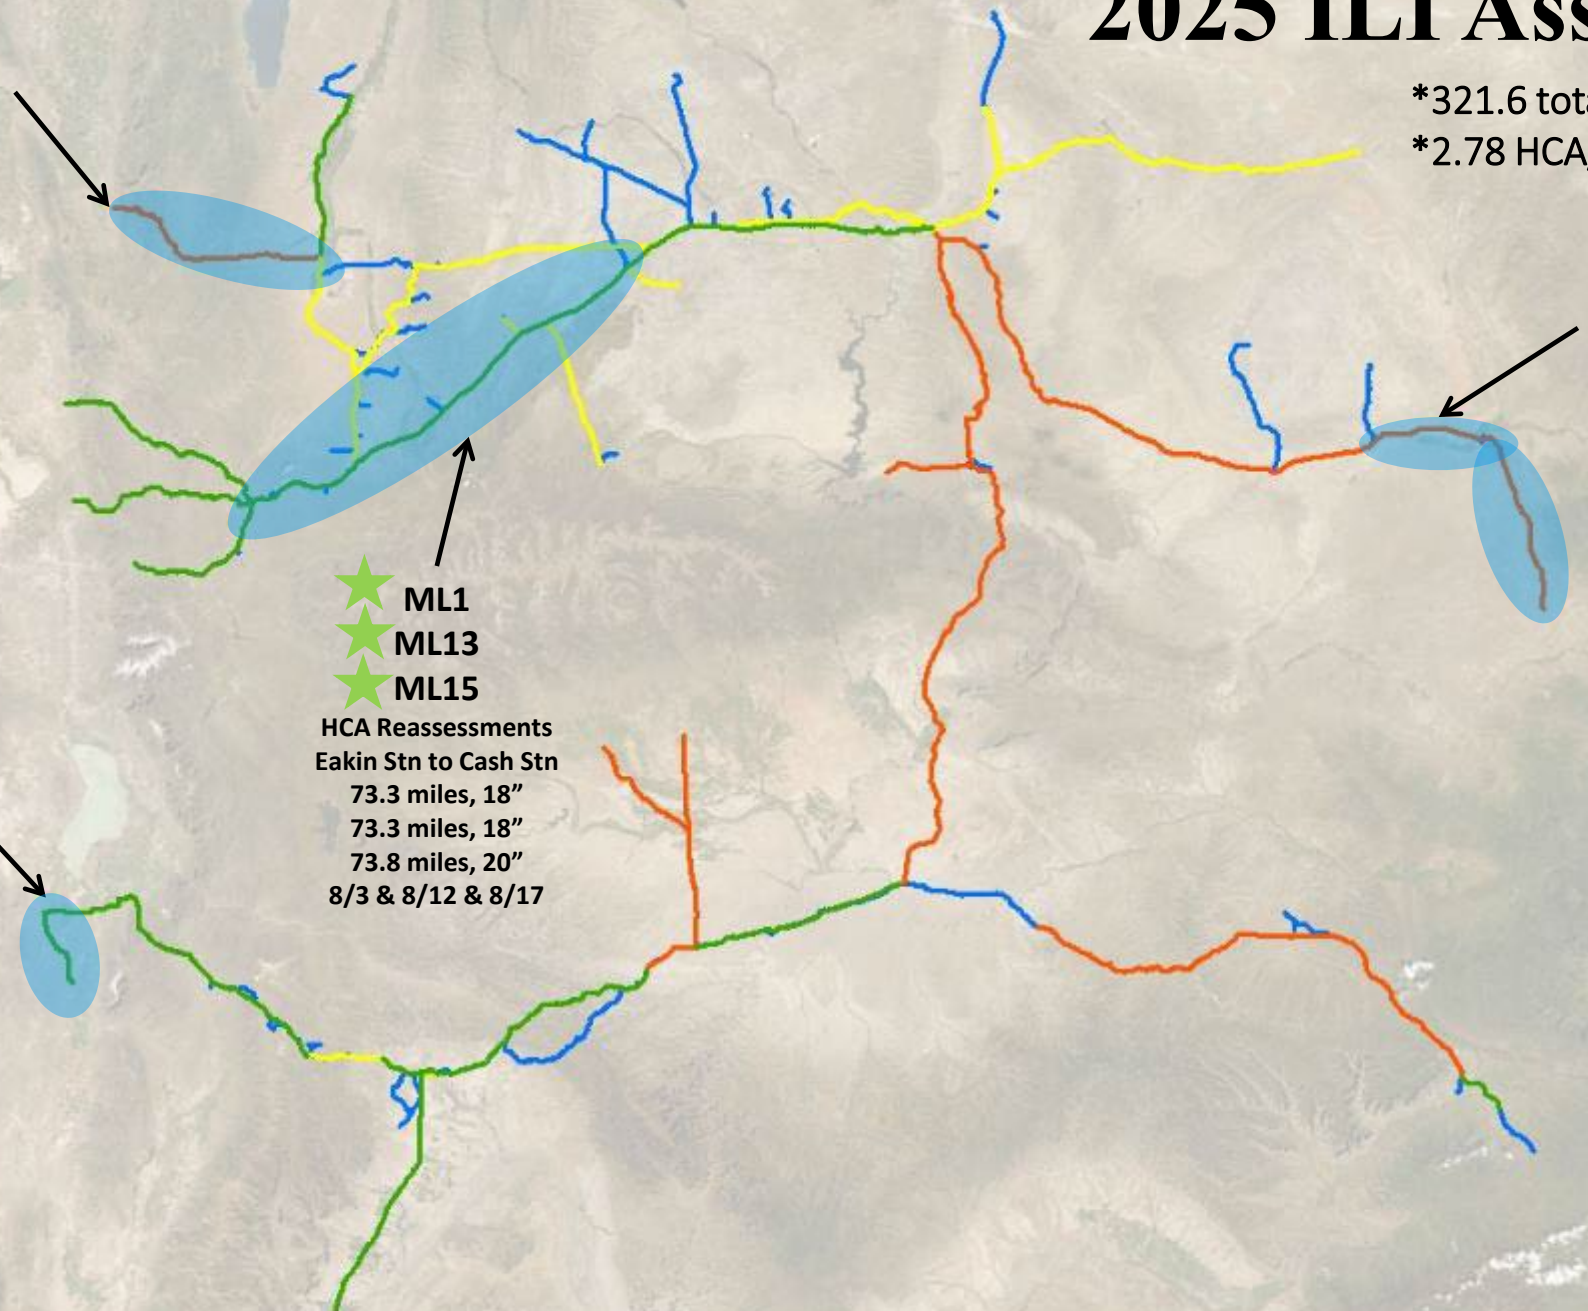 2025 ILI Ass
*321.6 tota
*2.78 HCA,
ML1
ML13
ML15
HCA Reassessments
Eakin Stn to Cash Stn
73.3 miles, 18”
73.3 miles, 18”
73.8 miles, 20”
8/3 & 8/12 & 8/17